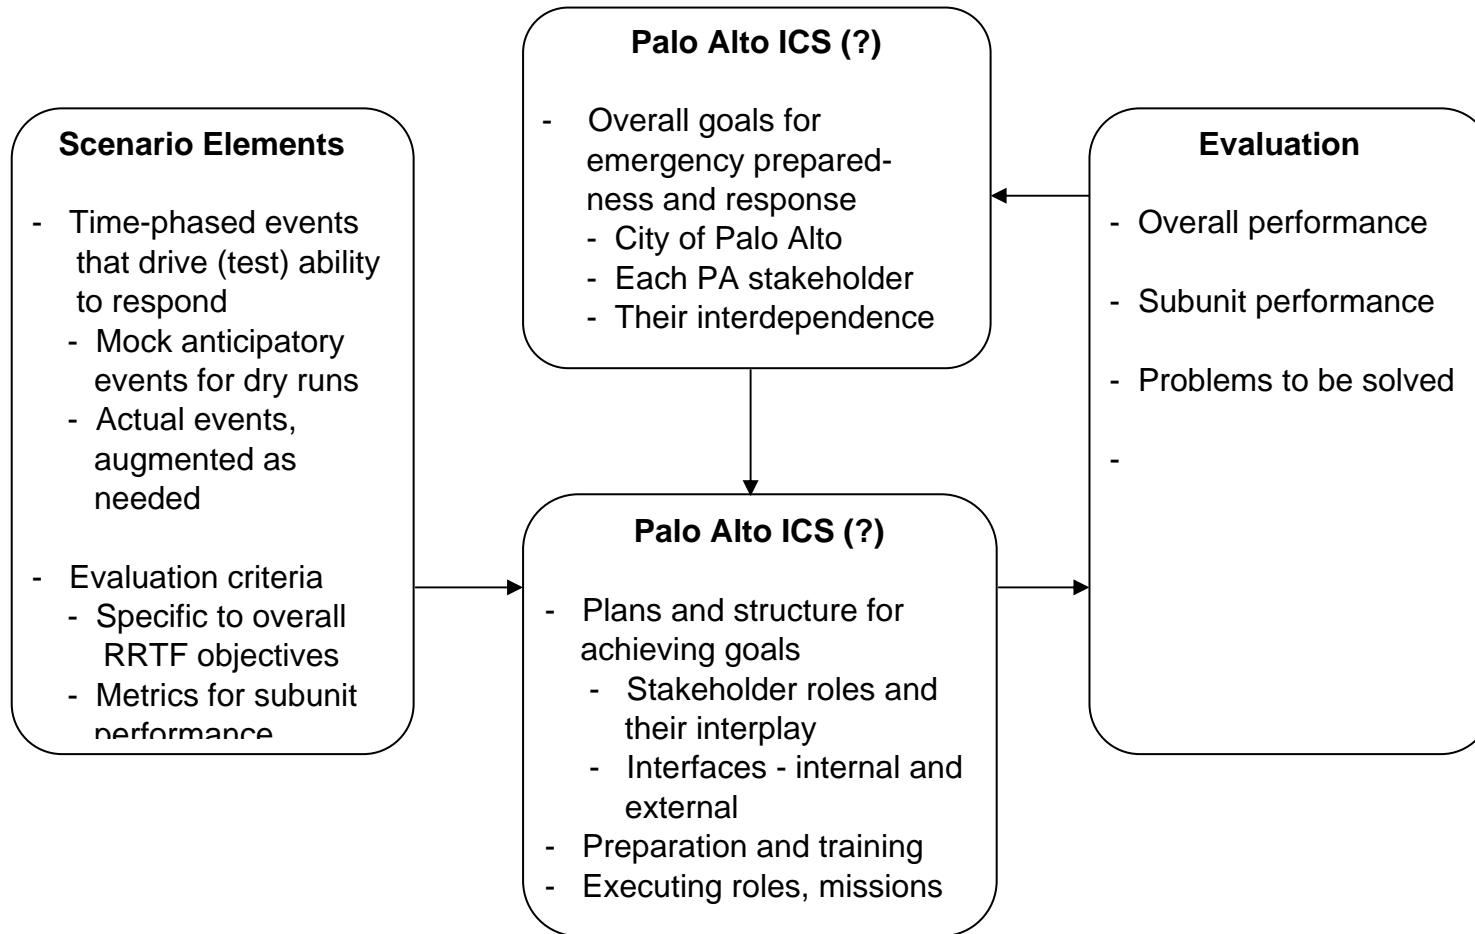 Palo Alto ICS (?)
- Overall goals for
emergency prepared-
ness and response
- City of Palo Alto
- Each PA stakeholder
- Their interdependence
Scenario Elements
- Time-phased events
that drive (test) ability
to respond
- Mock anticipatory
events for dry runs
- Actual events,
augmented as
needed
- Evaluation criteria
- Specific to overall
RRTF objectives
- Metrics for subunit
performance
Evaluation
- Overall performance
- Subunit performance
- Problems to be solved
-
Palo Alto ICS (?)
- Plans and structure for
achieving goals
- Stakeholder roles and
their interplay
- Interfaces - internal and
external
- Preparation and training
- Executing roles, missions